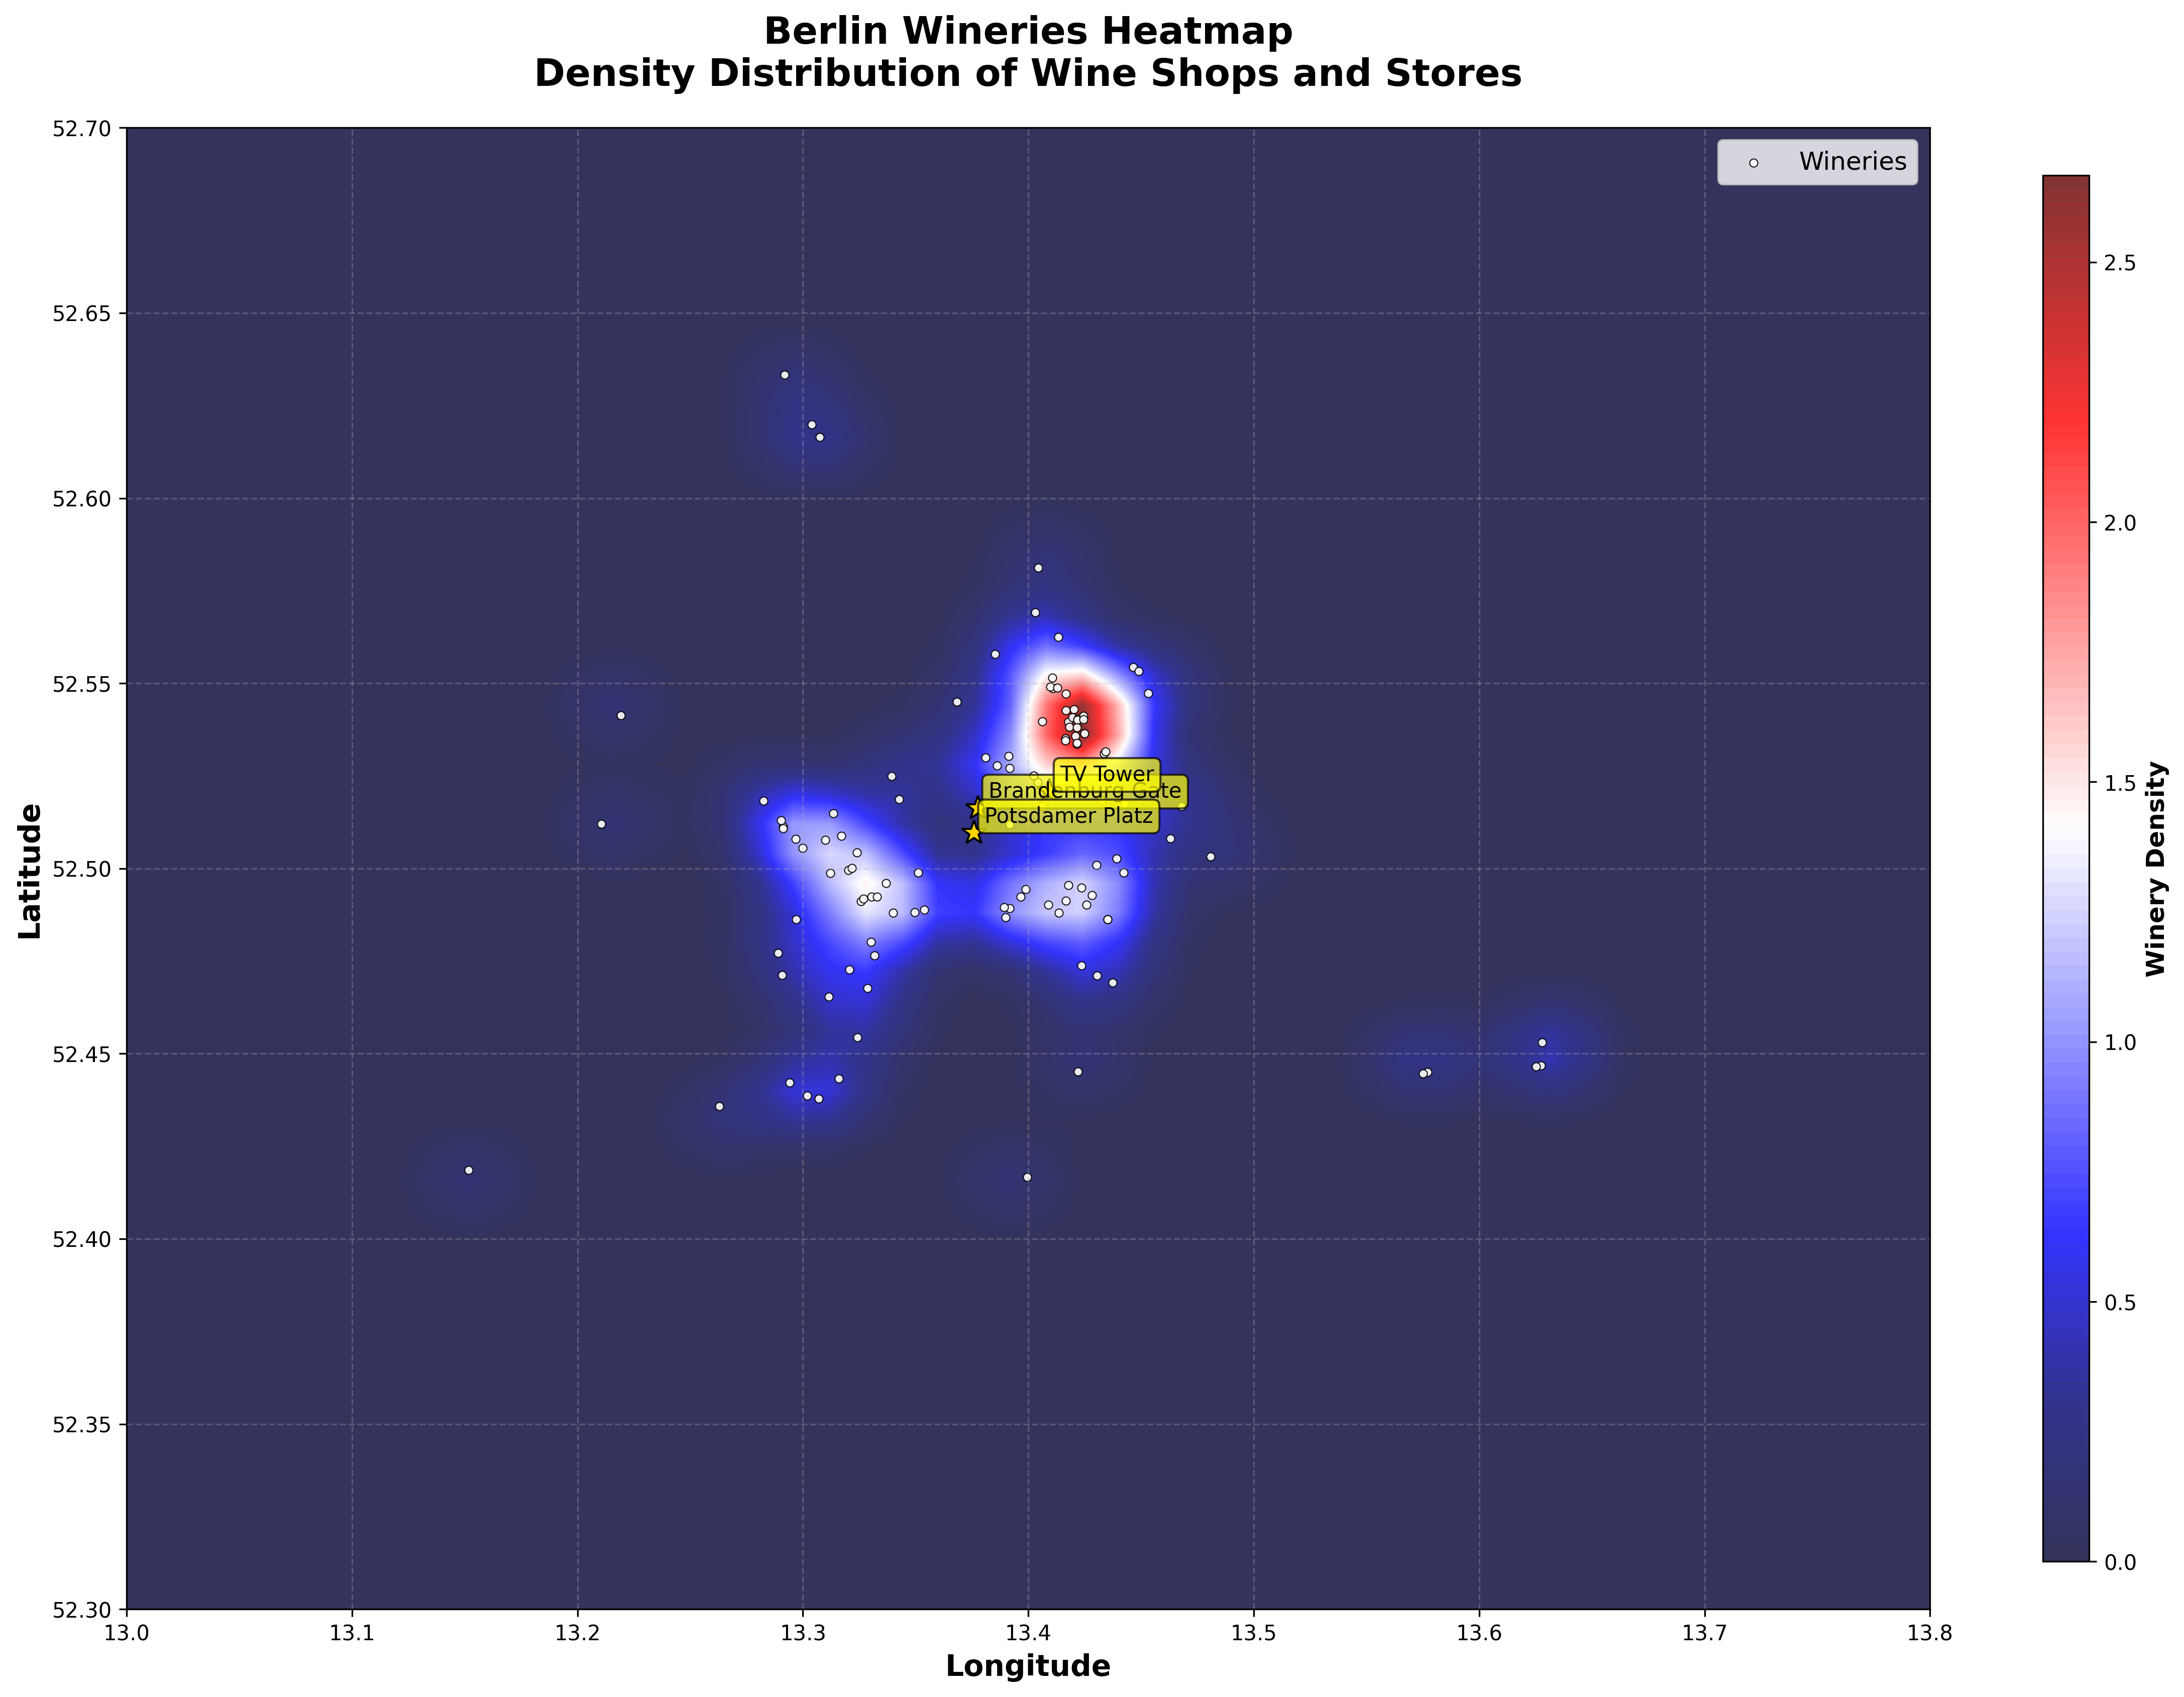 Berlin Wineries Heatmap
Density Distribution of Wine Shops and Stores
Wineries
52.70
52.65
52.60
52.55
52.50
52.45
52.40
52.35
52.30
Latitude
TV Tower
Brandenburg Gate
Potsdamer Platz
13.0 13.1 13.2 13.3 13.4 13.5 13.6 13.7 13.8
Longitude
2.5
2.0
1.5
1.0
0.5
0.0
Winery Density